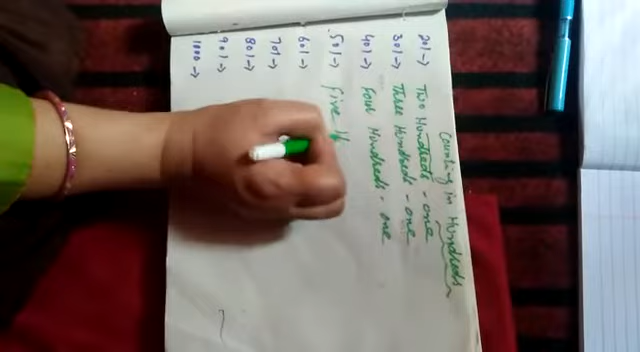 Counting in Hundreds
201→ Two Hundreds-one
301→ Three Hundreds-one
401→ Four Hundreds-one
501→ Five H
601→
701→
801→
901→
1000→